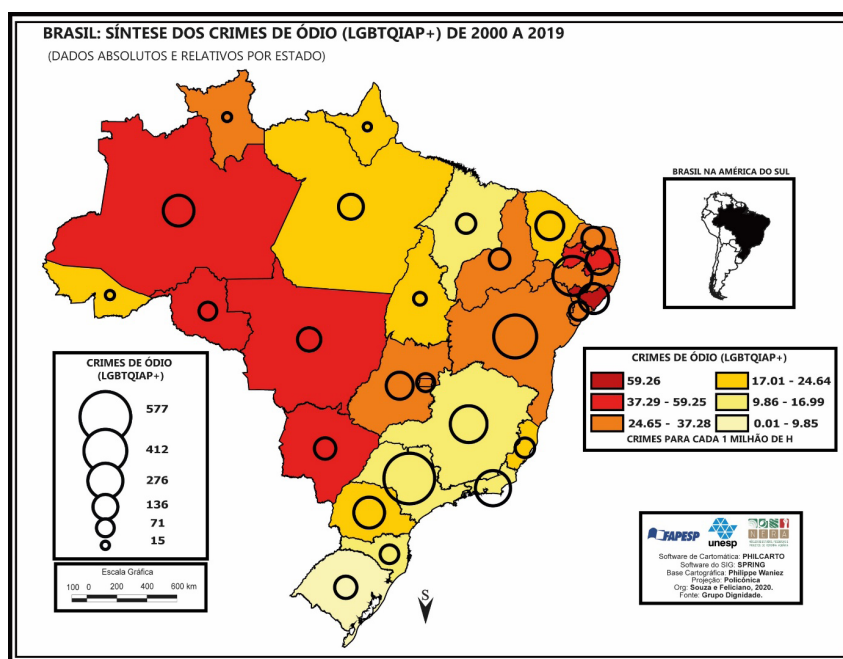 BRASIL: SÍNTESE DOS CRIMES DE ÓDIO (LGBTQIAP+) DE 2000 A 2019
(DADOS ABSOLUTOS E RELATIVOS POR ESTADO)
BRASIL NA AMÉRICA DO SUL
CRIMES DE ÓDIO
(LGBTQIAP+)
577
412
276
136
71
15
CRIMES DE ÓDIO (LGBTQIAP+)
59.26
17.01 - 24.64
37.29 - 59.25
9.86 - 16.99
24.65 - 37.28
0.01 - 9.85
CRIMES PARA CADA 1 MILHÃO DE H
Escala Gráfica
100 0 200 400 600 km
S
FAPESP
unesp
Software de Cartomática: PHILCARTO
Software do SIG: SPRING
Base Cartográfica: Philippe Waniez
Projeção: Policônica
Org: Souza e Feliciano, 2020.
Fonte: Grupo Dignidade.